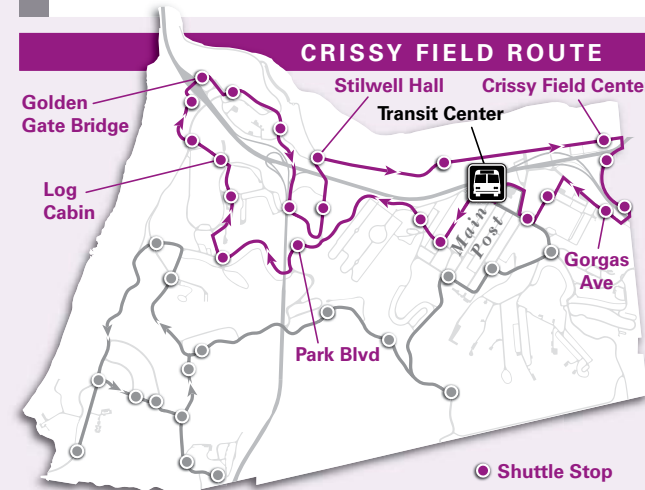 CRISSY FIELD ROUTE
Stilwell Hall
Crissy Field Cente
Golden
Gate Bridge
Transit Center
Log
Cabin
Main
Post
Gorgas
Ave
Park Blvd
Shuttle Stop